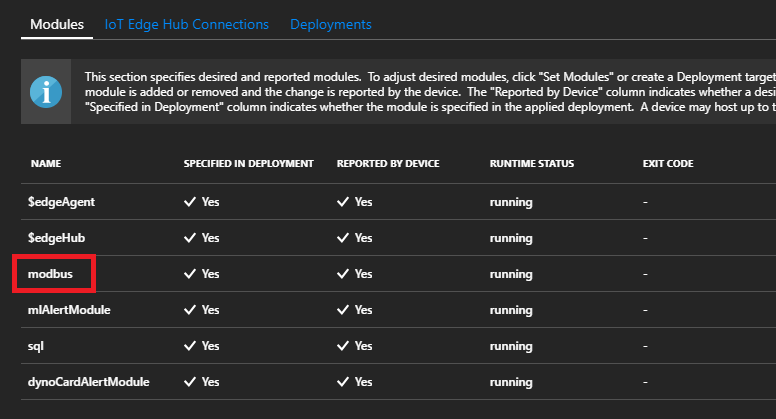 Modules IoT Edge Hub Connections Deployments
This section specifies desired and reported modules. To adjust desired modules, click "Set Modules" or create a Deployment target
module is added or removed and the change is reported by the device. The "Reported by Device" column indicates whether a desi
"Specified in Deployment" column indicates whether the module is specified in the applied deployment. A device may host up to t
NAME SPECIFIED IN DEPLOYMENT REPORTED BY DEVICE RUNTIME STATUS EXIT CODE
$edgeAgent ✓ Yes ✓ Yes running -
$edgeHub ✓ Yes ✓ Yes running -
modbus ✓ Yes ✓ Yes running -
mlAlertModule ✓ Yes ✓ Yes running -
sql ✓ Yes ✓ Yes running -
dynoCardAlertModule ✓ Yes ✓ Yes running -